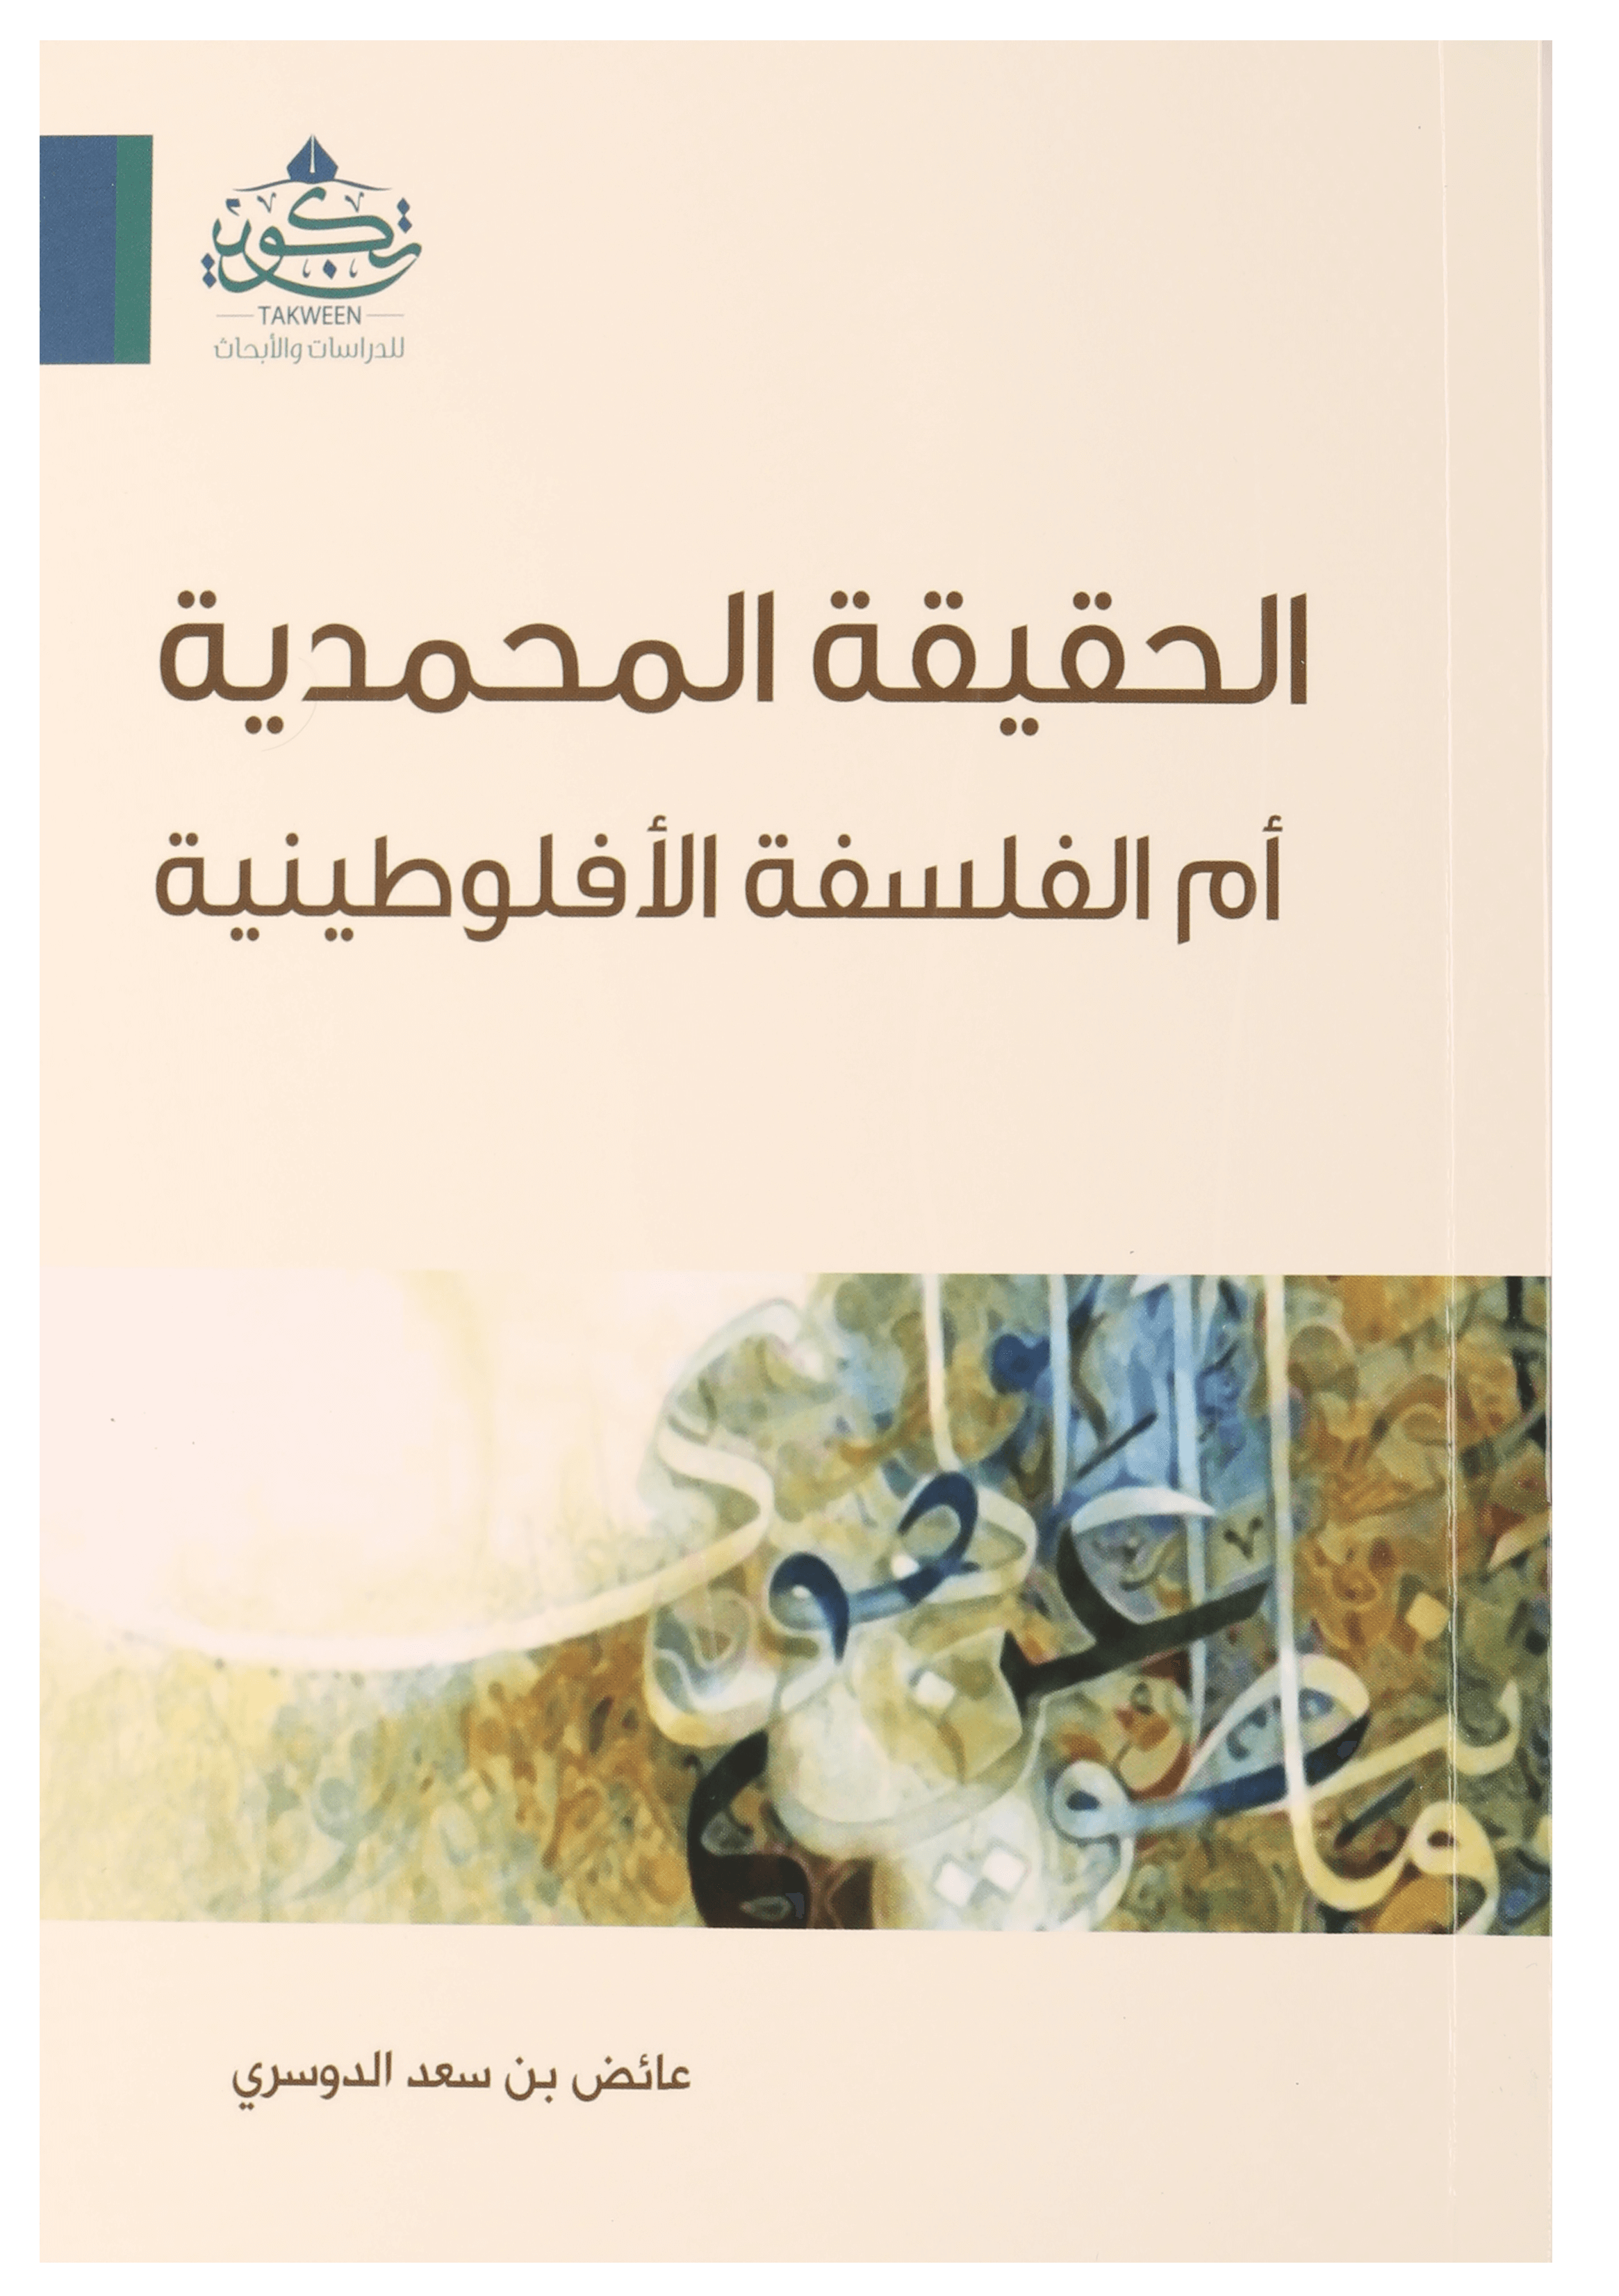 تكوين
TAKWEEN
للدراسات والأبحاث
الحقيقة المحمدية
أم الفلسفة الأفلوطينية
عائض بن سعد الدوسري